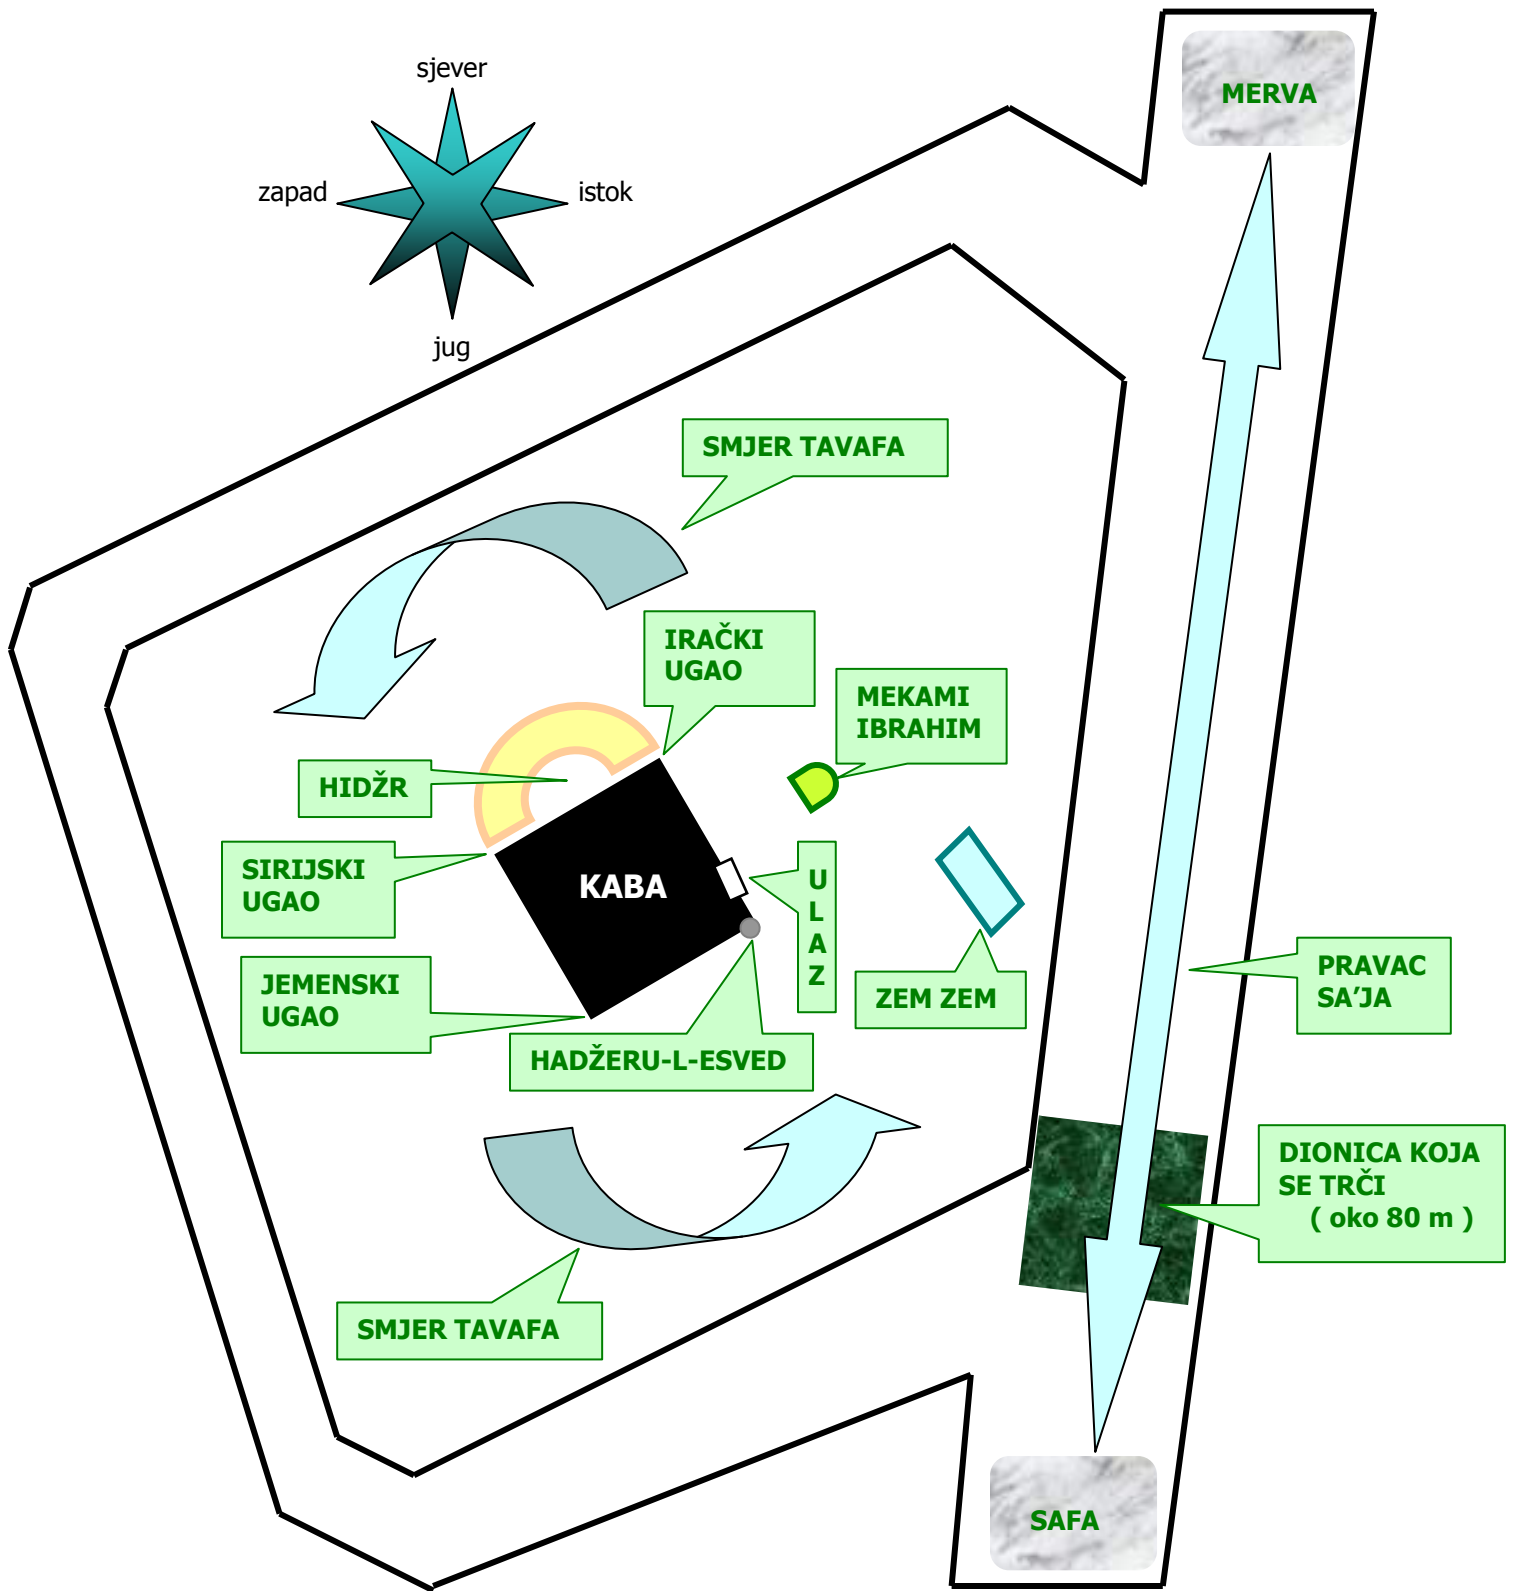 sjever
MERVA
zapad
istok
jug
SMJER TAVAFA
IRAČKI
UGAO
MEKAMI
IBRAHIM
HIDŽR
SIRIJSKI
UGAO
KABA
U
L
A
Z
JEMENSKI
UGAO
ZEM ZEM
PRAVAC
SA’JA
HADŽERU-L-ESVED
DIONICA KOJA
SE TRČI
( oko 80 m )
SMJER TAVAFA
SAFA